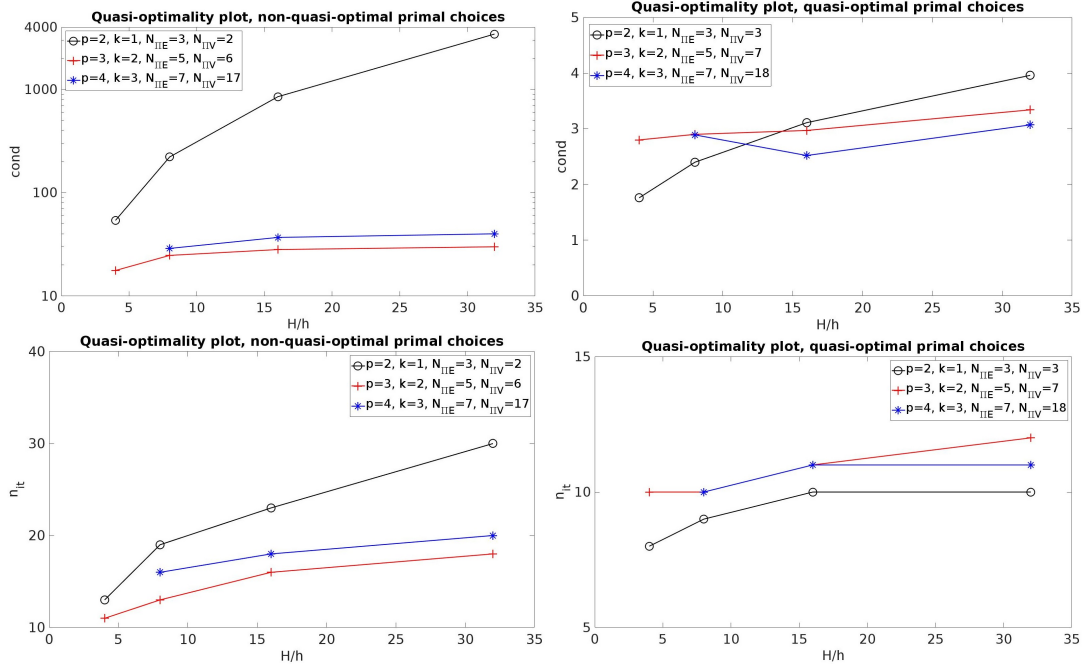 Quasi-optimality plot, non-quasi-optimal primal choices
4000
1000
100
10
cond
p=2, k=1, N_ΠE=3, N_ΠV=2
p=3, k=2, N_ΠE=5, N_ΠV=6
p=4, k=3, N_ΠE=7, N_ΠV=17
0 5 10 15 20 25 30 35
H/h
Quasi-optimality plot, quasi-optimal primal choices
5
4
3
2
1
0
cond
p=2, k=1, N_ΠE=3, N_ΠV=3
p=3, k=2, N_ΠE=5, N_ΠV=7
p=4, k=3, N_ΠE=7, N_ΠV=18
0 5 10 15 20 25 30 35
H/h
Quasi-optimality plot, non-quasi-optimal primal choices
40
30
20
10
n_it
p=2, k=1, N_ΠE=3, N_ΠV=2
p=3, k=2, N_ΠE=5, N_ΠV=6
p=4, k=3, N_ΠE=7, N_ΠV=17
0 5 10 15 20 25 30 35
H/h
Quasi-optimality plot, quasi-optimal primal choices
15
10
5
n_it
p=2, k=1, N_ΠE=3, N_ΠV=3
p=3, k=2, N_ΠE=5, N_ΠV=7
p=4, k=3, N_ΠE=7, N_ΠV=18
0 5 10 15 20 25 30 35
H/h